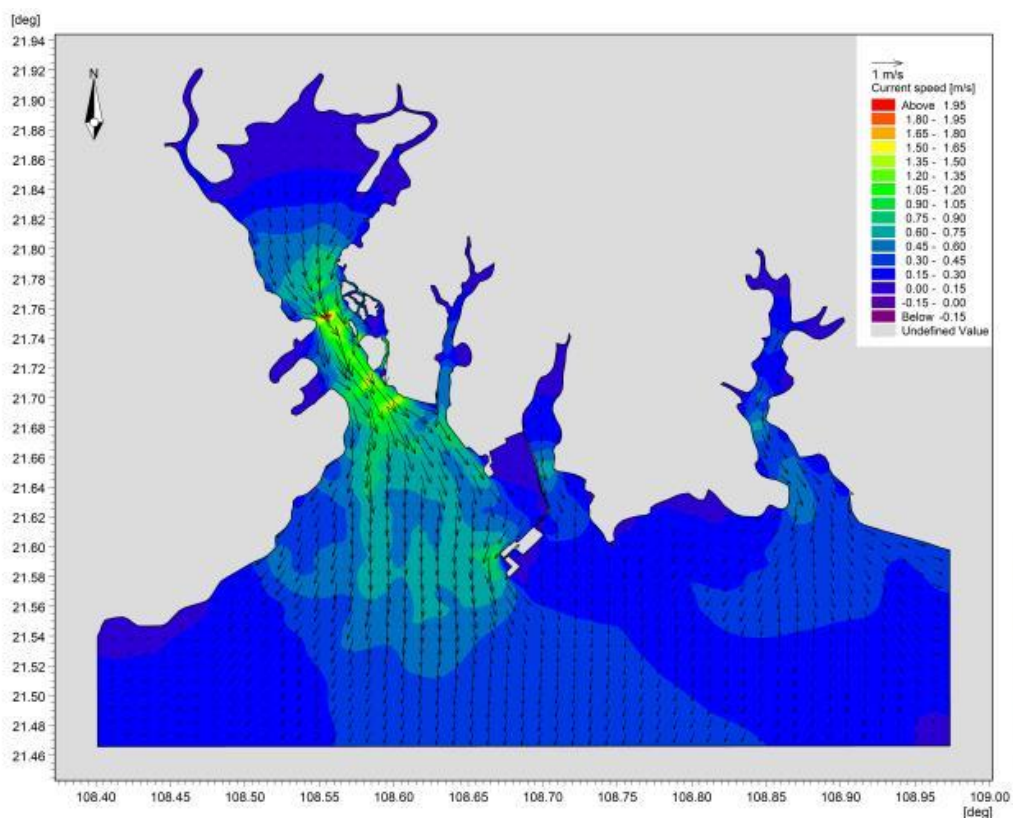 [deg]
21.94
21.92
21.90
21.88
21.86
21.84
21.82
21.80
21.78
21.76
21.74
21.72
21.70
21.68
21.66
21.64
21.62
21.60
21.58
21.56
21.54
21.52
21.50
21.48
21.46
N
1 m/s
Current speed [m/s]
Above 1.95
1.80 - 1.95
1.65 - 1.80
1.50 - 1.65
1.35 - 1.50
1.20 - 1.35
1.05 - 1.20
0.90 - 1.05
0.75 - 0.90
0.60 - 0.75
0.45 - 0.60
0.30 - 0.45
0.15 - 0.30
0.00 - 0.15
-0.15 - 0.00
Below -0.15
Undefined Value
108.40 108.45 108.50 108.55 108.60 108.65 108.70 108.75 108.80 108.85 108.90 108.95 109.00
[deg]